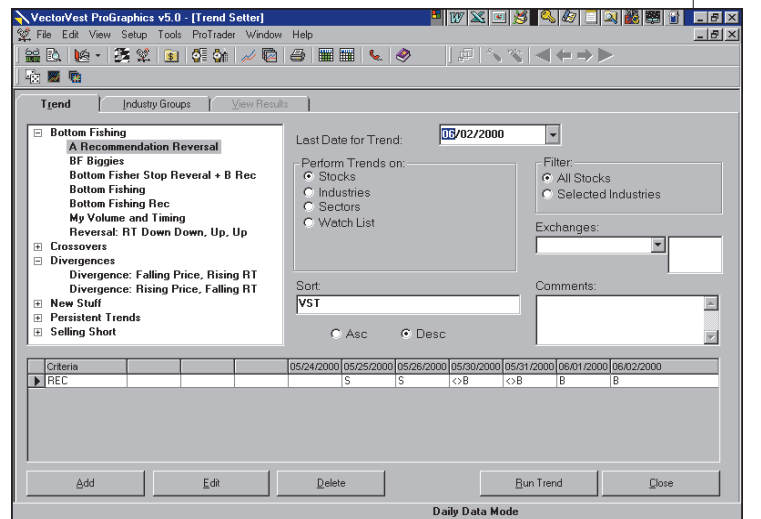 VectorVest ProGraphics v5.0 - [Trend Setter]
File Edit View Setup Tools ProTrader Window Help
Trend Industry Groups View Results
Bottom Fishing
A Recommendation Reversal
BF Biggies
Bottom Fisher Stop Reveral + B Rec
Bottom Fishing
Bottom Fishing Rec
My Volume and Timing
Reversal: RT Down Down, Up, Up
Crossovers
Divergences
Divergence: Falling Price, Rising RT
Divergence: Rising Price, Falling RT
New Stuff
Persistent Trends
Selling Short
Last Date for Trend: 06/02/2000
Perform Trends on:
Stocks
Industries
Sectors
Watch List
Filter:
All Stocks
Selected Industries
Exchanges:
Sort:
VST
Asc Desc
Comments:
Criteria 05/24/2000 05/25/2000 05/26/2000 05/30/2000 05/31/2000 06/01/2000 06/02/2000
REC S S <>B <>B B B
Add Edit Delete Run Trend Close
Daily Data Mode